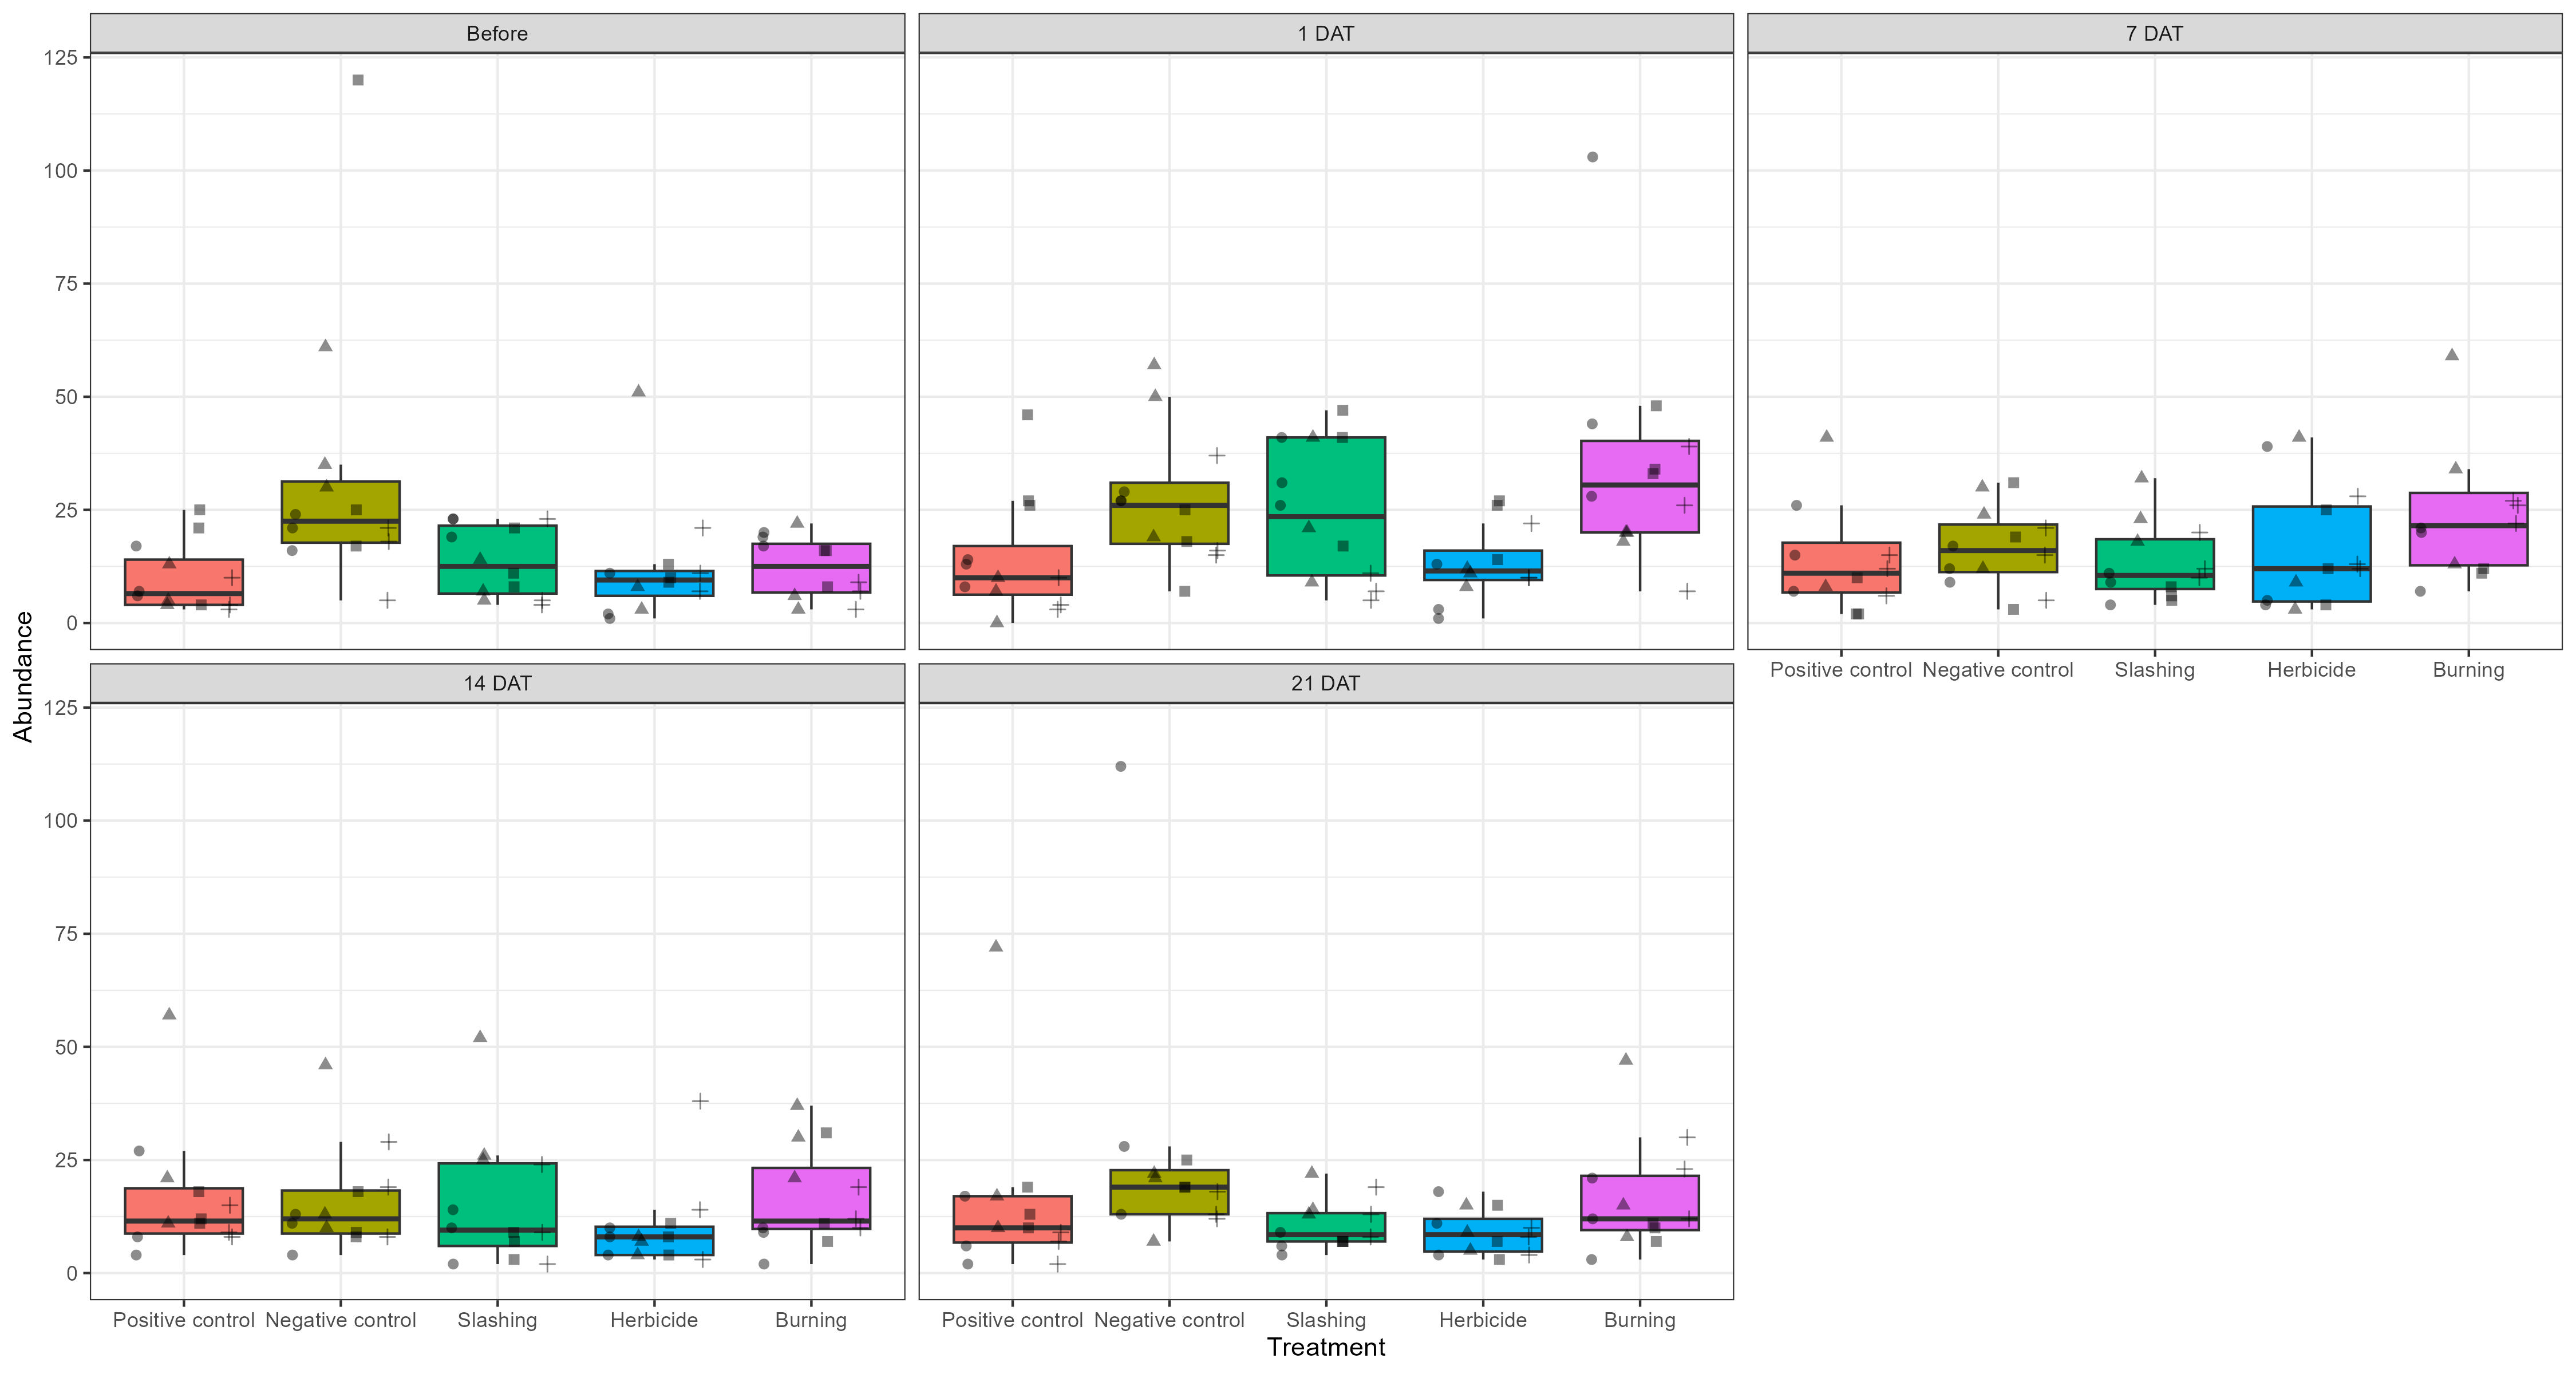 Before
1 DAT
7 DAT
125
100
75
50
25
0
Abundance
Positive control Negative control Slashing Herbicide Burning
14 DAT
21 DAT
125
100
75
50
25
0
Positive control Negative control Slashing Herbicide Burning
Positive control Negative control Slashing Herbicide Burning
Treatment